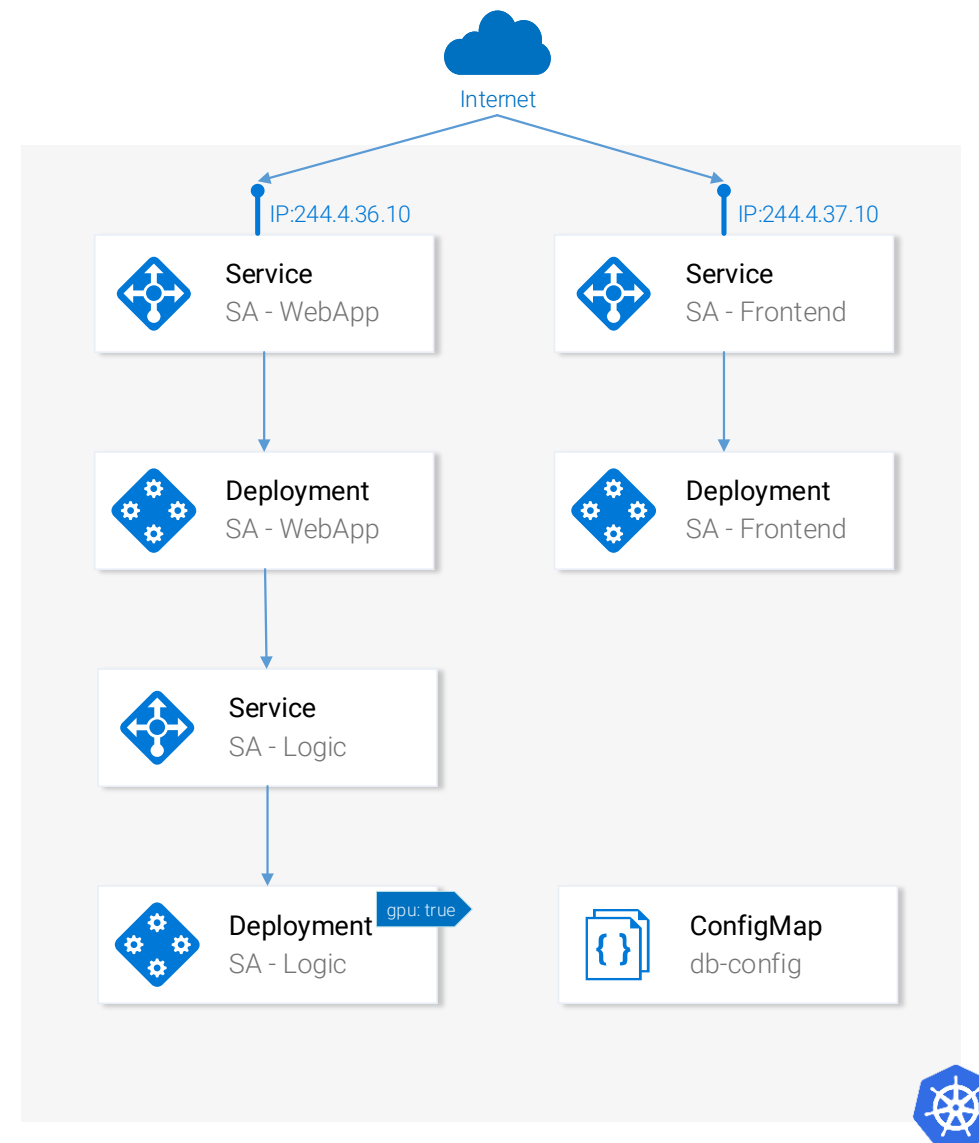 Internet
IP:244.4.36.10
IP:244.4.37.10
Service
SA - WebApp
Service
SA - Frontend
Deployment
SA - WebApp
Deployment
SA - Frontend
Service
SA - Logic
Deployment
SA - Logic
gpu: true
{ }
ConfigMap
db-config